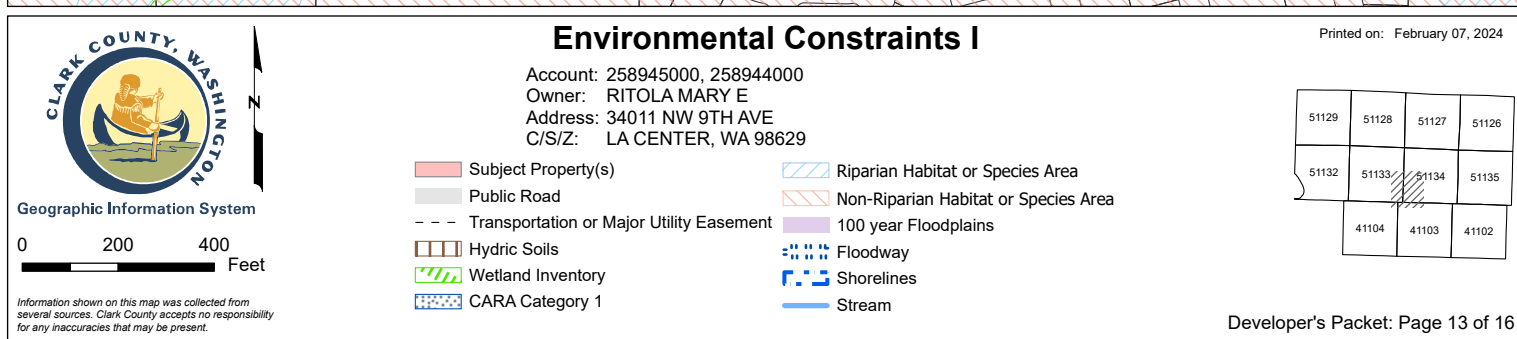 CLARK COUNTY, WASHINGTON
Geographic Information System
N
0 200 400
Feet
Information shown on this map was collected from
several sources. Clark County accepts no responsibility
for any inaccuracies that may be present.
Environmental Constraints I
Account: 258945000, 258944000
Owner: RITOLA MARY E
Address: 34011 NW 9TH AVE
C/S/Z: LA CENTER, WA 98629
Subject Property(s)
Public Road
Transportation or Major Utility Easement
Hydric Soils
Wetland Inventory
CARA Category 1
Riparian Habitat or Species Area
Non-Riparian Habitat or Species Area
100 year Floodplains
Floodway
Shorelines
Stream
Printed on: February 07, 2024
51129 51128 51127 51126
51132 51133 51134 51135
41104 41103 41102
Developer's Packet: Page 13 of 16